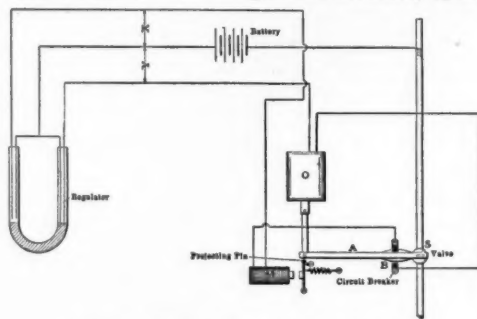 Battery
Regulator
O
A
S
Valve
Projecting Pin
B
Circuit Breaker